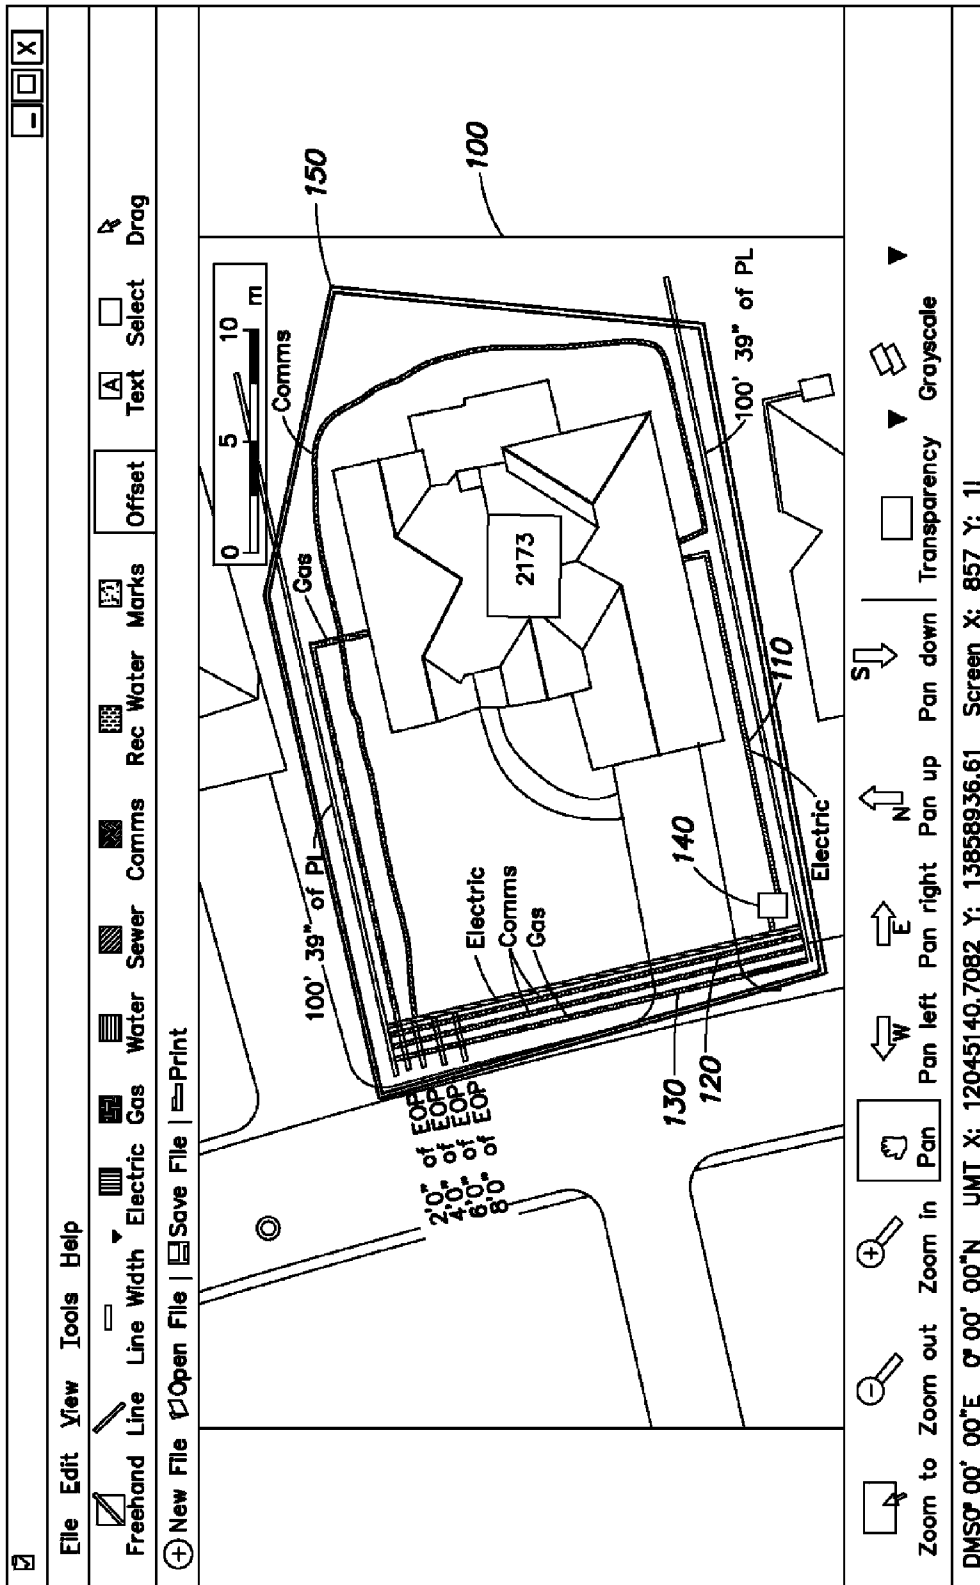 File Edit View Tools Help
Freehand Line Line Width Electric Gas Water Sewer Comms Rec Water Marks Offset Text Select Drag
A
New File Open File | Save File | Print
0 5 10 m
150
100
100' 39" of PL
Gas
Comms
2173
Electric
Comms
Gas
2'0" of EOP
4'0" of EOP
6'0" of EOP
8'0" of EOP
130
120
140
110
Electric
100' 39" of PL
W E N S
Zoom to Zoom out Zoom in Pan Pan left Pan right Pan up Pan down Transparency Grayscale
DMS0° 00' 00"E 0° 00' 00"N UMT X: 12045140.7082 Y: 13858936.61 Screen X: 857 Y: 11